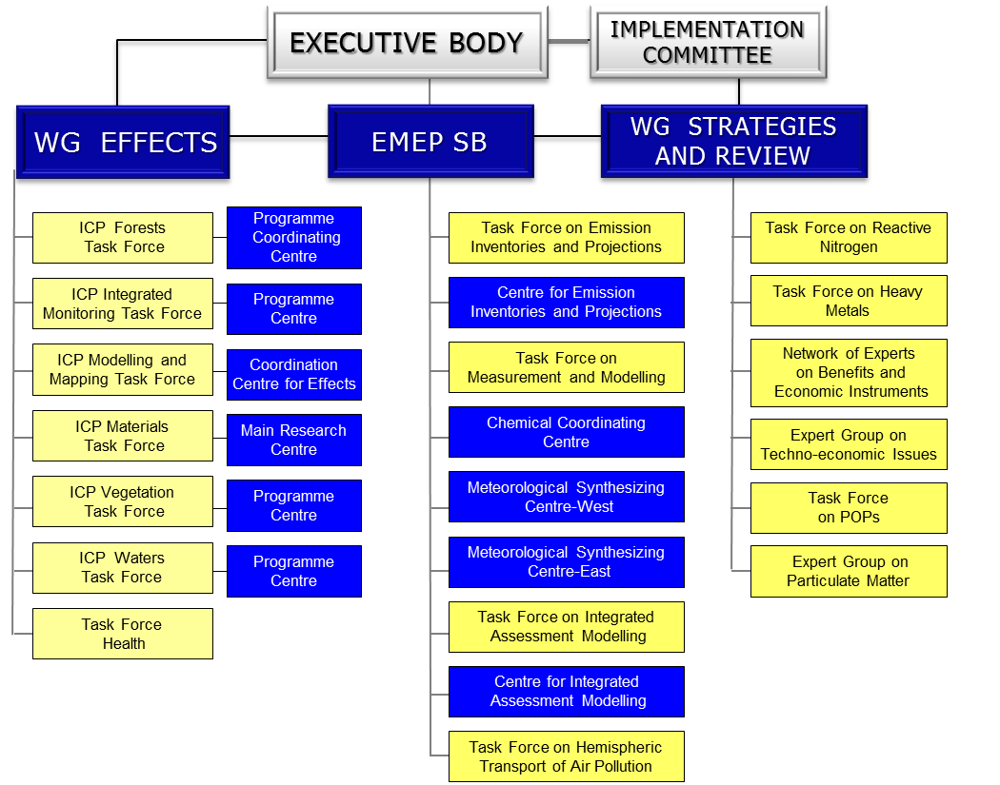 EXECUTIVE BODY
IMPLEMENTATION
COMMITTEE
WG EFFECTS
EMEP SB
WG STRATEGIES
AND REVIEW
ICP Forests
Task Force
Programme
Coordinating
Centre
ICP Integrated
Monitoring Task Force
Programme
Centre
ICP Modelling and
Mapping Task Force
Coordination
Centre for Effects
ICP Materials
Task Force
Main Research
Centre
ICP Vegetation
Task Force
Programme
Centre
ICP Waters
Task Force
Programme
Centre
Task Force
Health
Task Force on Emission
Inventories and Projections
Centre for Emission
Inventories and Projections
Task Force on
Measurement and Modelling
Chemical Coordinating
Centre
Meteorological Synthesizing
Centre-West
Meteorological Synthesizing
Centre-East
Task Force on Integrated
Assessment Modelling
Centre for Integrated
Assessment Modelling
Task Force on Hemispheric
Transport of Air Pollution
Task Force on Reactive
Nitrogen
Task Force on Heavy
Metals
Network of Experts
on Benefits and
Economic Instruments
Expert Group on
Techno-economic Issues
Task Force
on POPs
Expert Group on
Particulate Matter